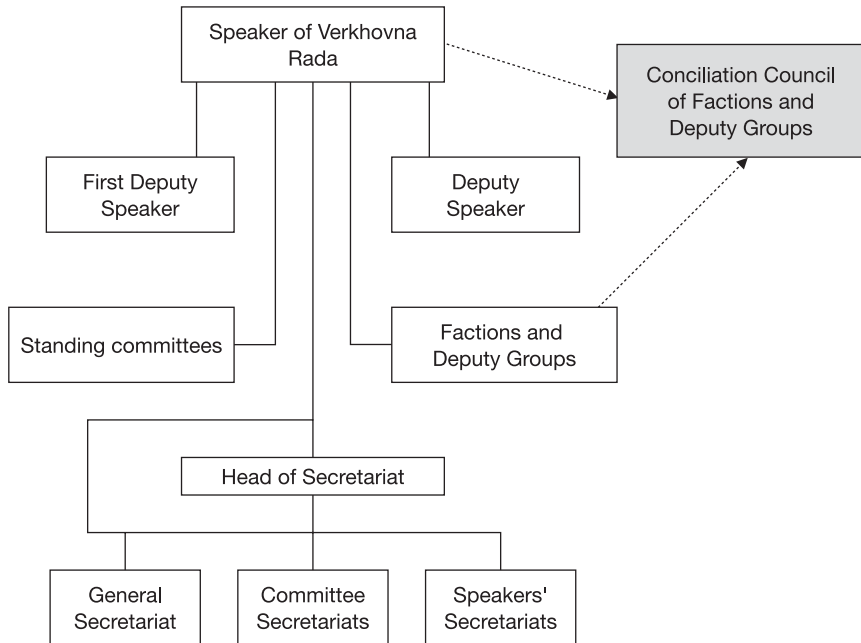 Speaker of Verkhovna
Rada
Conciliation Council
of Factions and
Deputy Groups
First Deputy
Speaker
Deputy
Speaker
Standing committees
Factions and
Deputy Groups
Head of Secretariat
General
Secretariat
Committee
Secretariats
Speakers'
Secretariats